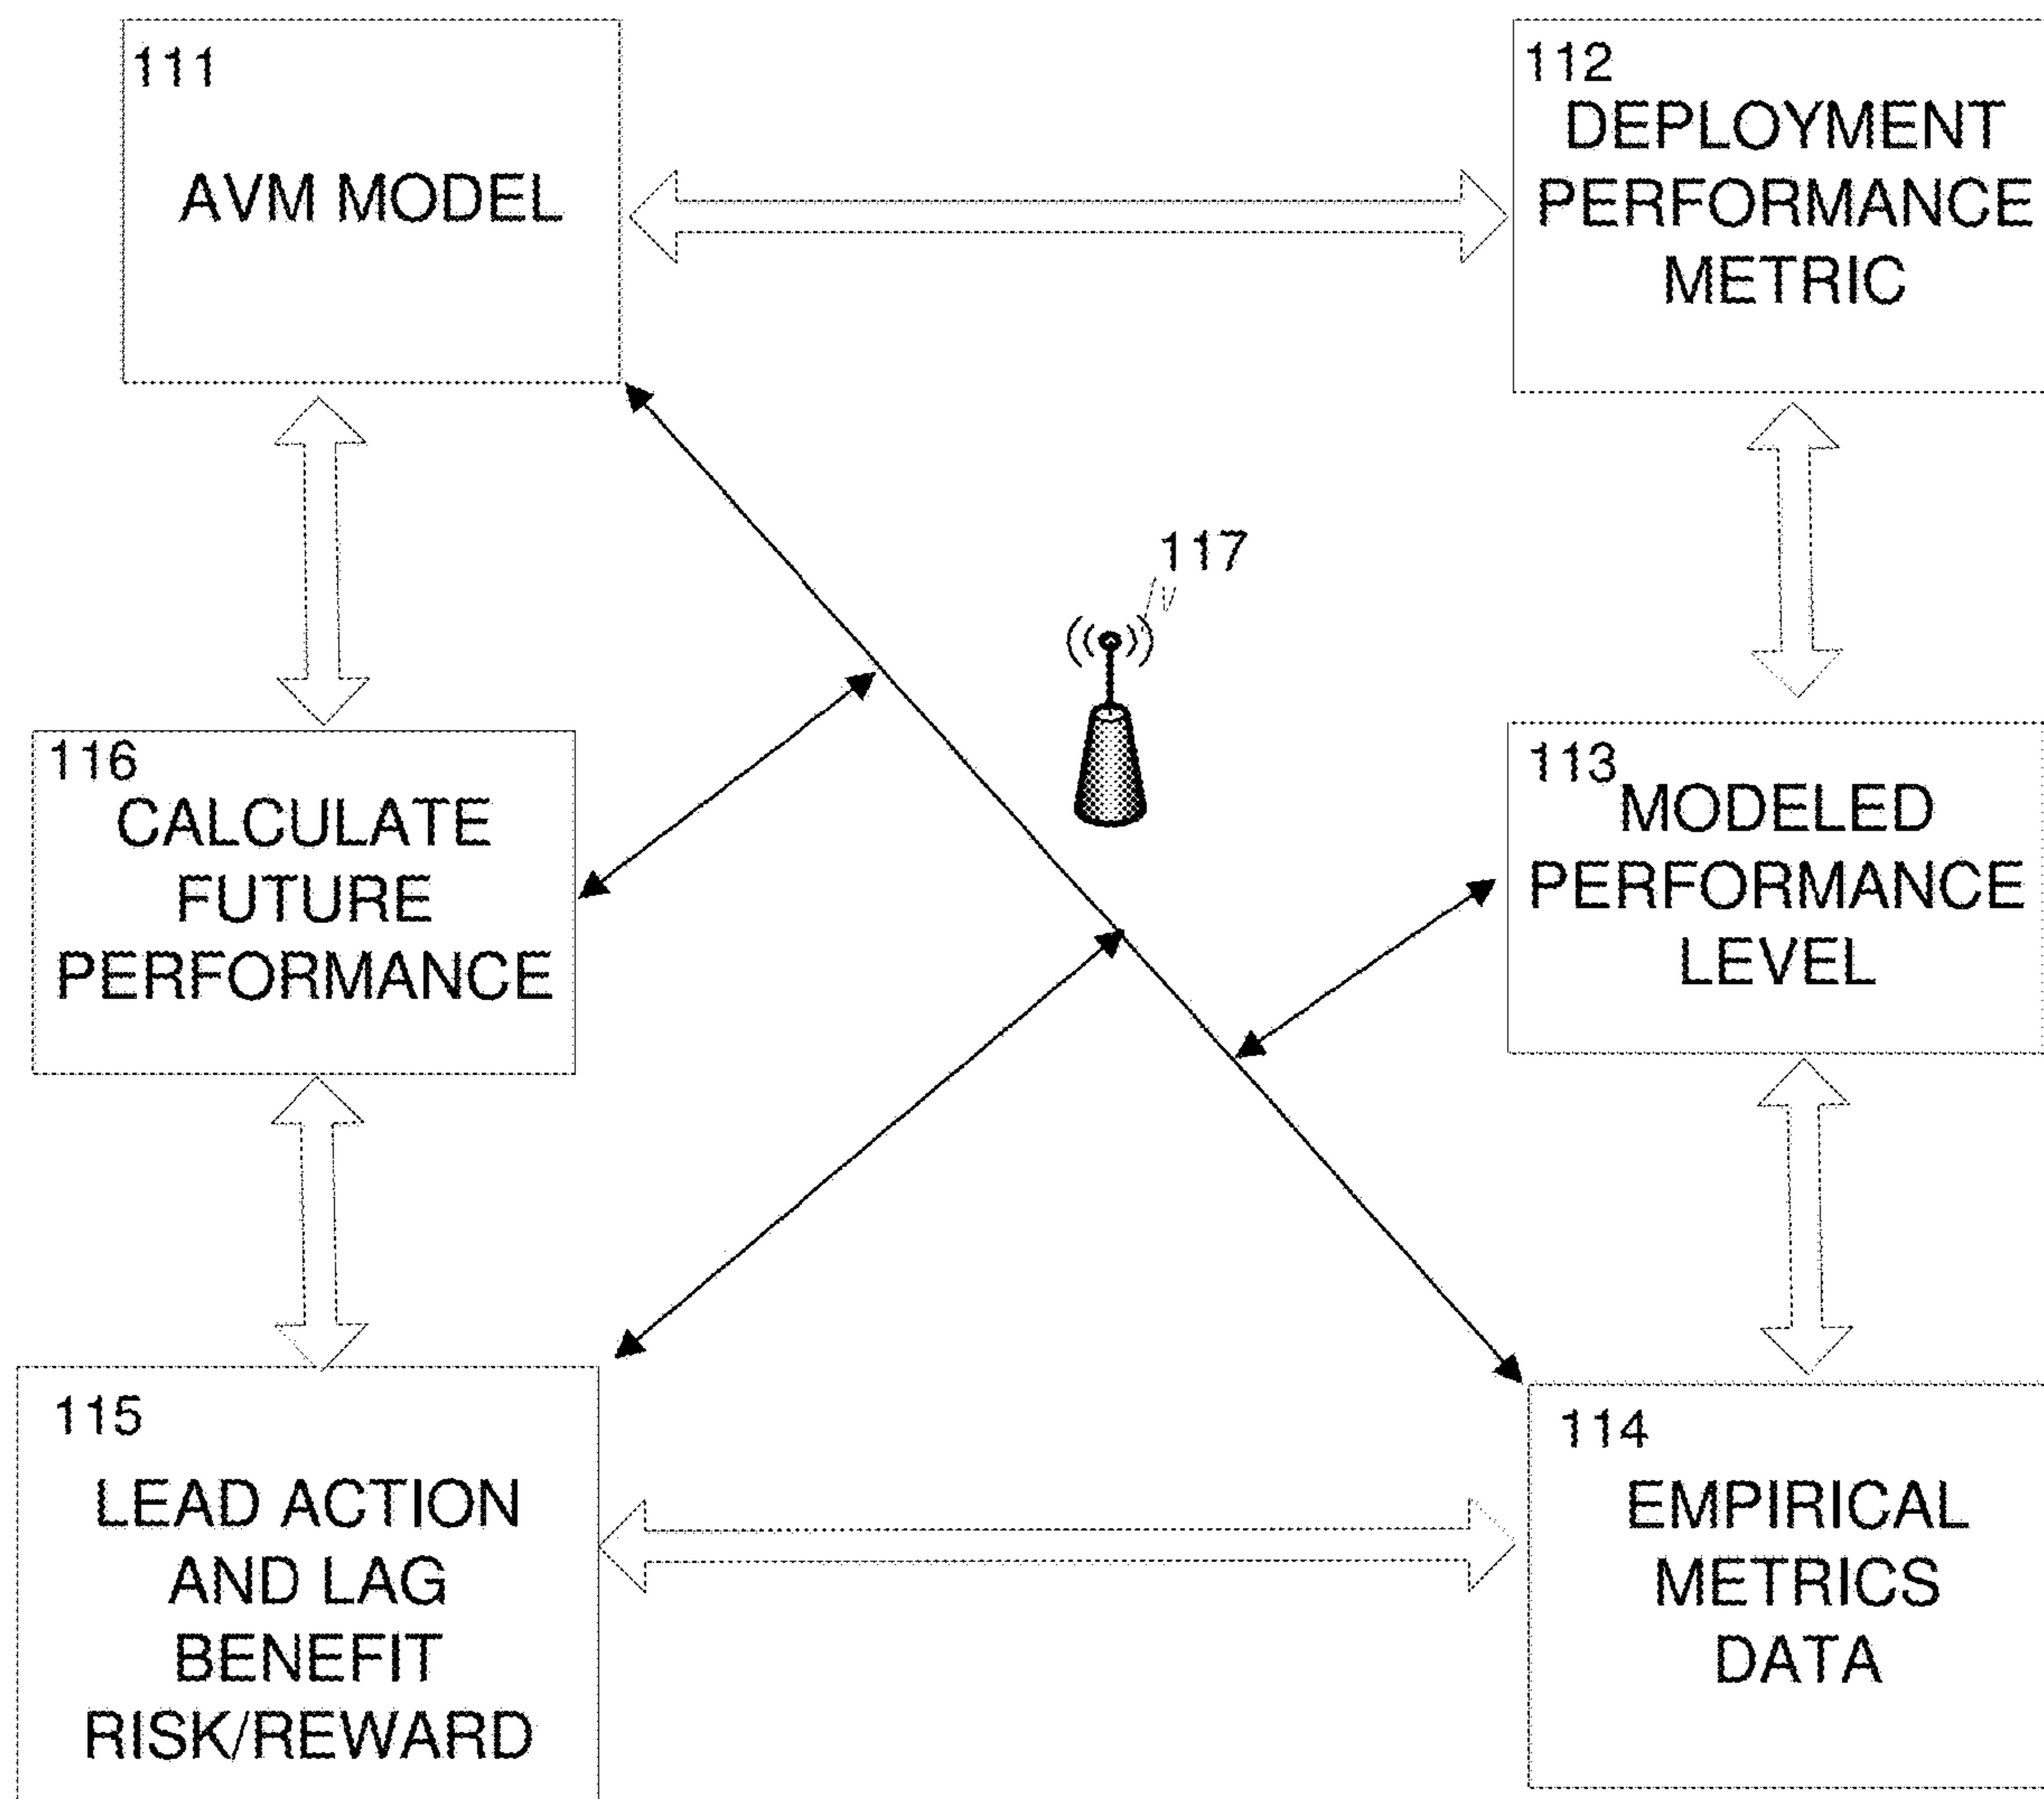 111
AVM MODEL
112
DEPLOYMENT
PERFORMANCE
METRIC
117
116
CALCULATE
FUTURE
PERFORMANCE
113
MODELED
PERFORMANCE
LEVEL
115
LEAD ACTION
AND LAG
BENEFIT
RISK/REWARD
114
EMPIRICAL
METRICS
DATA